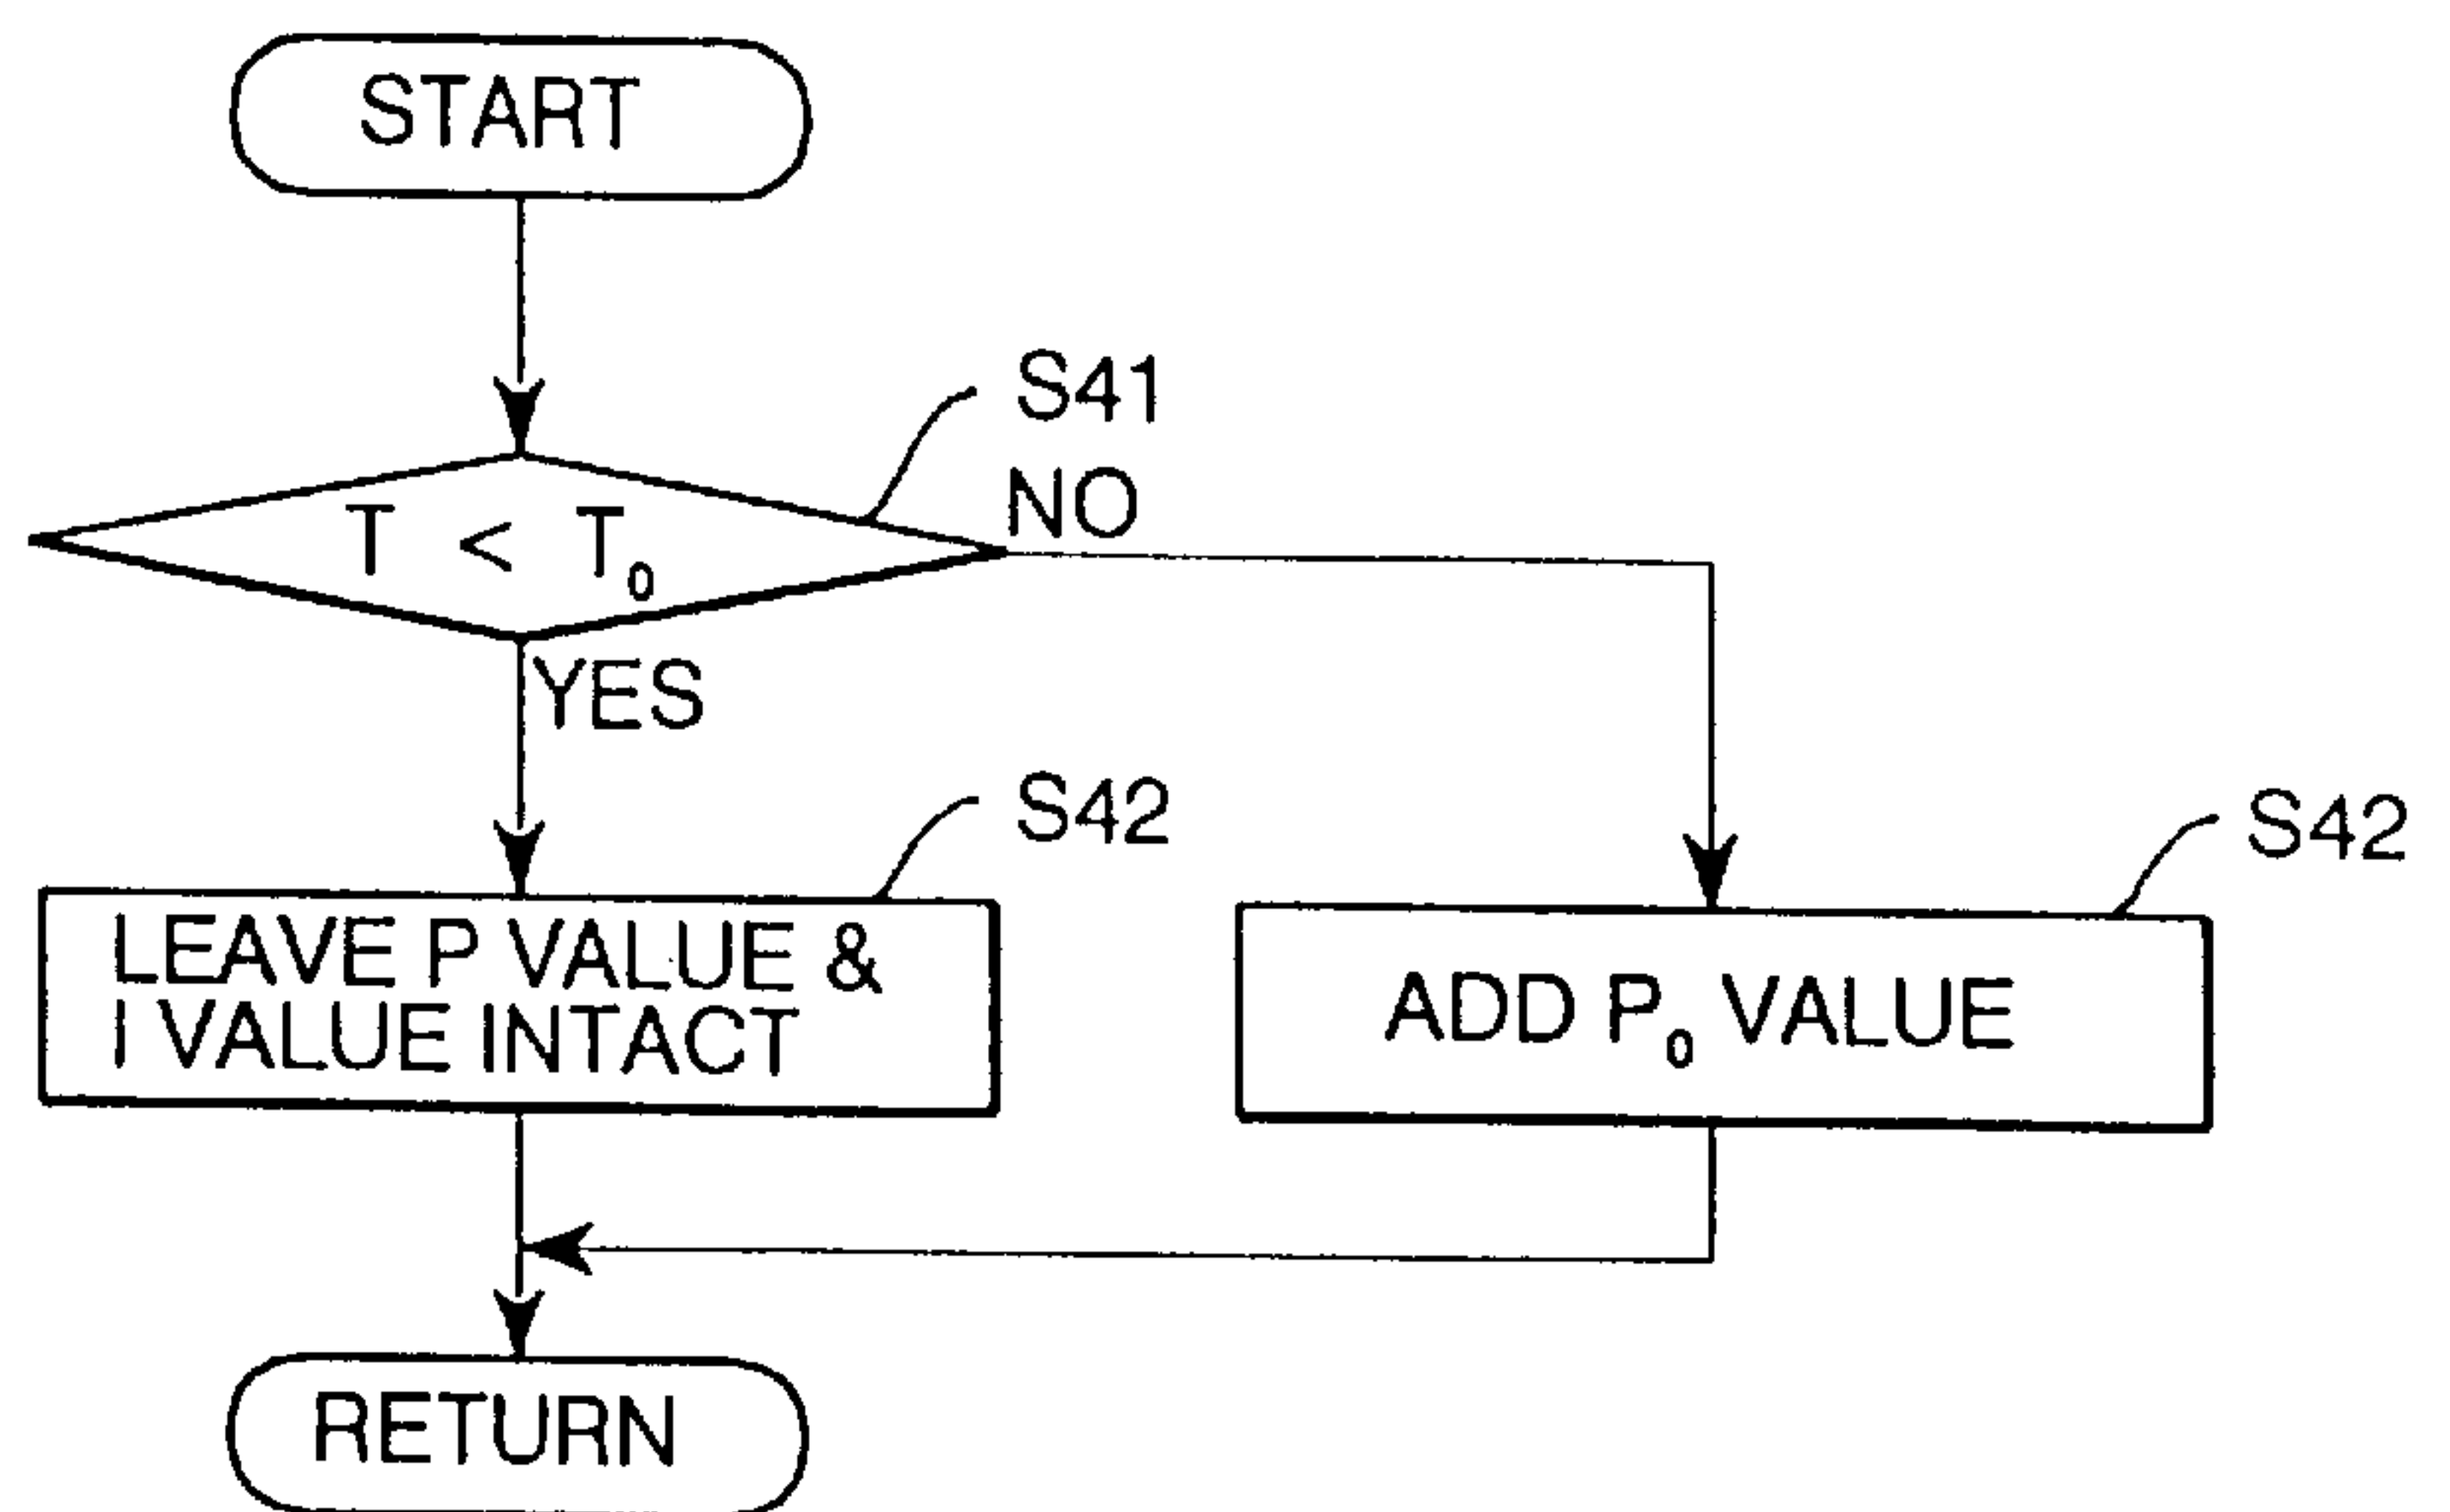 START
S41
NO
T < T₀
YES
S42
S42
LEAVE P VALUE &
I VALUE INTACT
ADD P₀ VALUE
RETURN